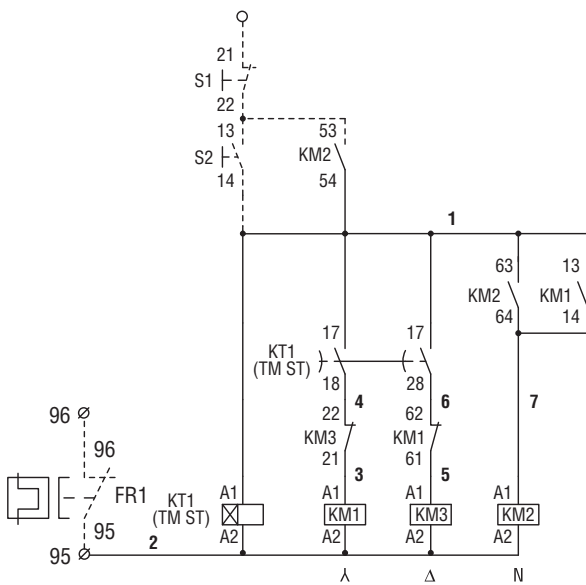 21
S1
22
13 53
S2 KM2
14 54
1
63 13
KM2 KM1
64 14
17 17
KT1
(TM ST)
18 28
4 6 7
22 62
KM3 KM1
21 61
3 5
96
96
FR1
95
95
2
KT1
(TM ST)
A1 A1 A1 A1
KM1 KM3 KM2
A2 A2 A2 A2
⅄ Δ N